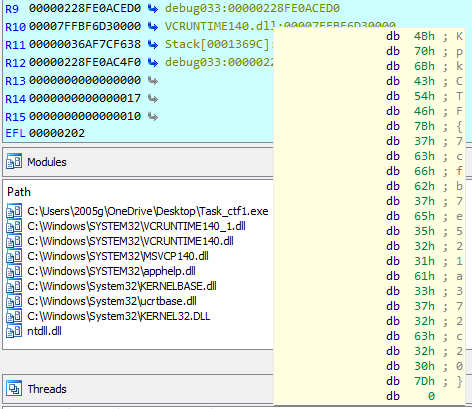 R9 00000228FE0ACED0 debug033:00000228FE0ACED0
R10 00007FFBF6D30000 VCRUNTIME140.dll:00007FFBF6D30000
R11 00000036AF7CF638 Stack[0001369C]:
R12 00000228FE0AC4F0 debug033:0000022
R13 0000000000000000
R14 0000000000000017
R15 0000000000000010
EFL 00000202
Modules
Path
C:\Users\2005g\OneDrive\Desktop\Task_ctf1.exe
C:\Windows\SYSTEM32\VCRUNTIME140_1.dll
C:\Windows\SYSTEM32\VCRUNTIME140.dll
C:\Windows\SYSTEM32\MSVCP140.dll
C:\Windows\SYSTEM32\apphelp.dll
C:\Windows\System32\KERNELBASE.dll
C:\Windows\System32\ucrtbase.dll
C:\Windows\System32\KERNEL32.DLL
ntdll.dll
Threads
db 4Bh ; K
db 70h ; p
db 6Bh ; k
db 43h ; C
db 54h ; T
db 46h ; F
db 7Bh ; {
db 37h ; 7
db 63h ; c
db 66h ; f
db 62h ; b
db 37h ; 7
db 65h ; e
db 35h ; 5
db 32h ; 2
db 31h ; 1
db 61h ; a
db 33h ; 3
db 37h ; 7
db 32h ; 2
db 63h ; c
db 32h ; 2
db 30h ; 0
db 7Dh ; }
db 0